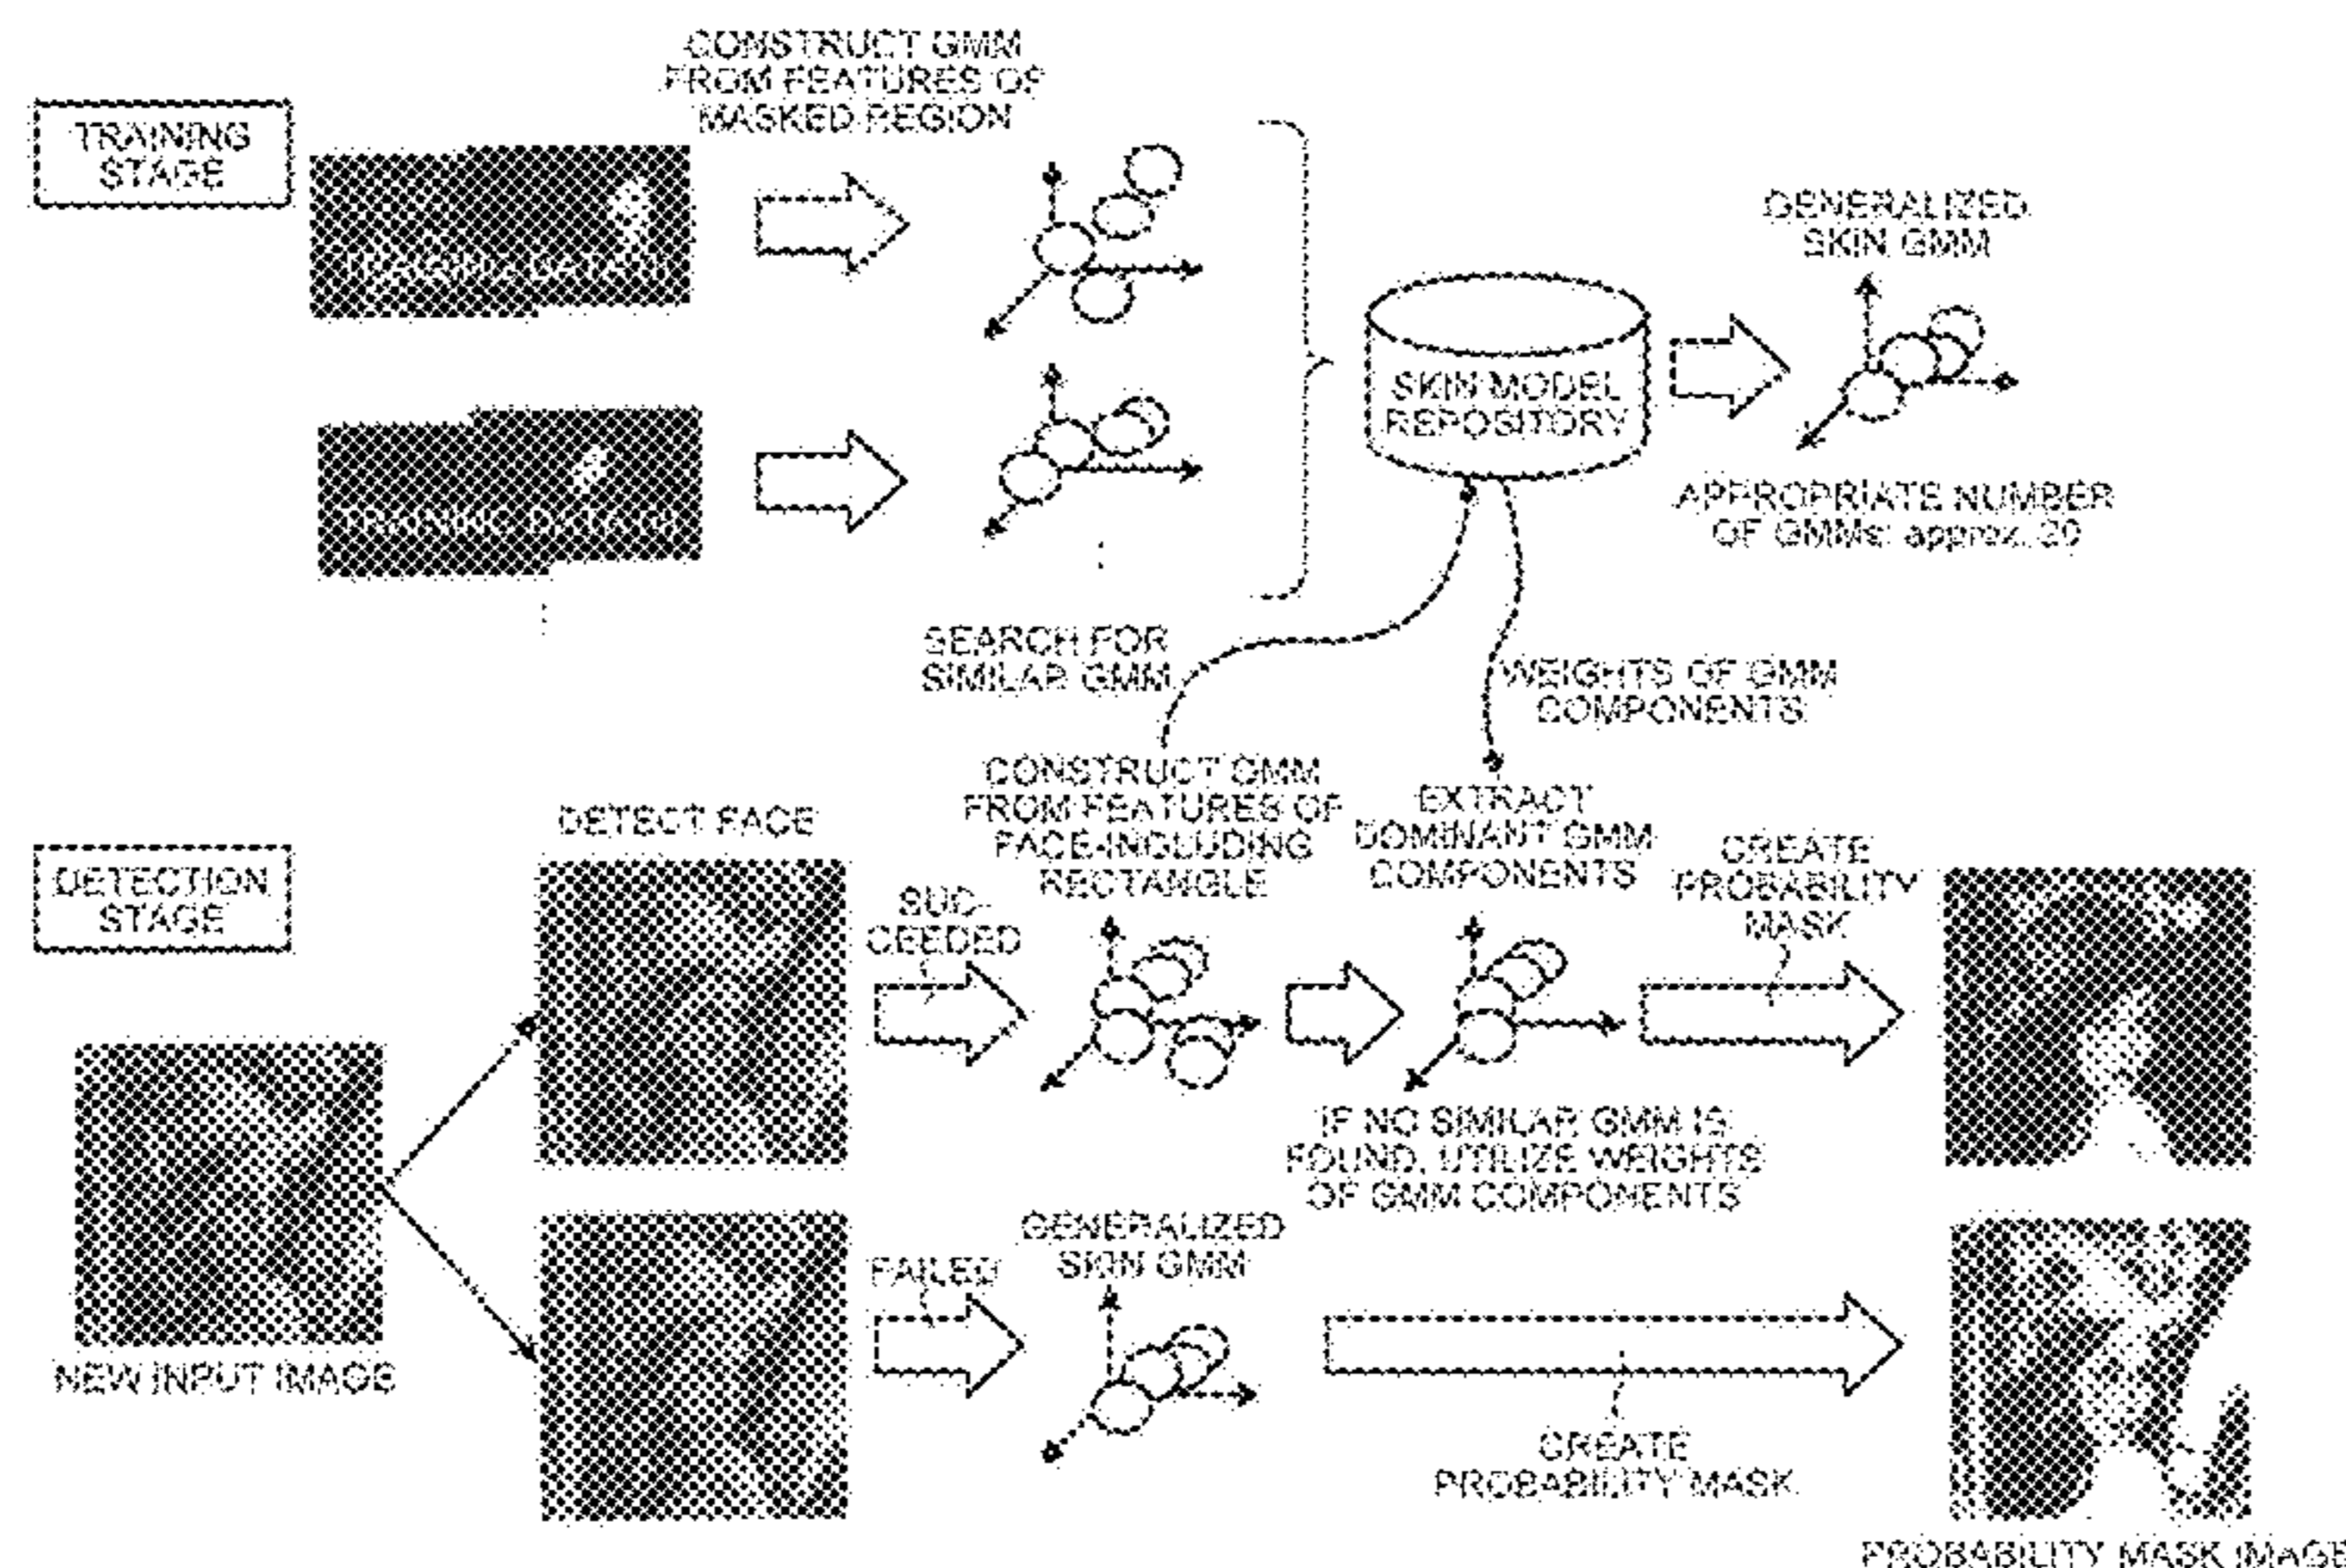 CONSTRUCT GMM
FROM FEATURES OF
MASKED REGION
TRAINING
STAGE
GENERALIZED
SKIN GMM
SKIN MODEL
REPOSITORY
TRAINING DATA
APPROPRIATE NUMBER
OF GMMs: approx. 20
SEARCH FOR
SIMILAR GMM
WEIGHTS OF GMM
COMPONENTS
CONSTRUCT GMM
FROM FEATURES OF
FACE-INCLUDING
RECTANGLE
EXTRACT
DOMINANT GMM
COMPONENTS
DETECT FACE
CREATE
PROBABILITY
MASK
DETECTION
STAGE
SUC-
CEEDED
IF NO SIMILAR GMM IS
FOUND, UTILIZE WEIGHTS
OF GMM COMPONENTS
GENERALIZED
SKIN GMM
FAILED
NEW INPUT IMAGE
CREATE
PROBABILITY MASK
PROBABILITY MASK IMAGE